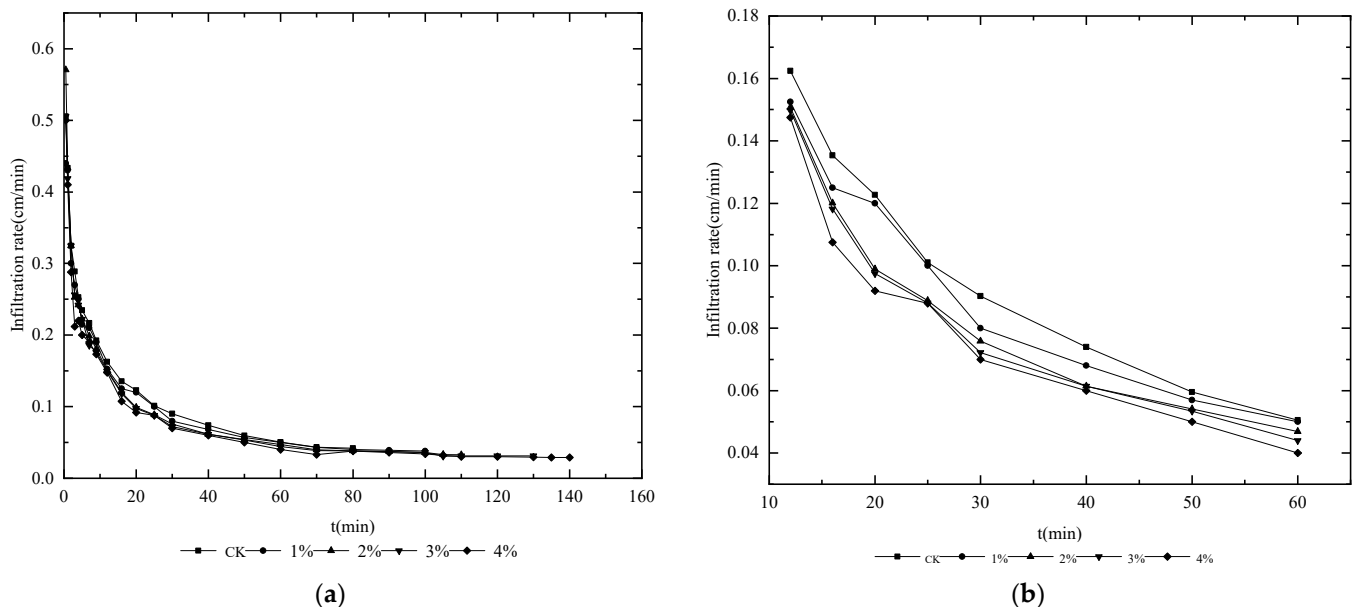 0.6
0.5
0.4
0.3
0.2
0.1
0.0
Infiltration rate(cm/min)
0 20 40 60 80 100 120 140 160
t(min)
CK 1% 2% 3% 4%
(a)
0.18
0.16
0.14
0.12
0.10
0.08
0.06
0.04
Infiltration rate(cm/min)
10 20 30 40 50 60
t(min)
CK 1% 2% 3% 4%
(b)